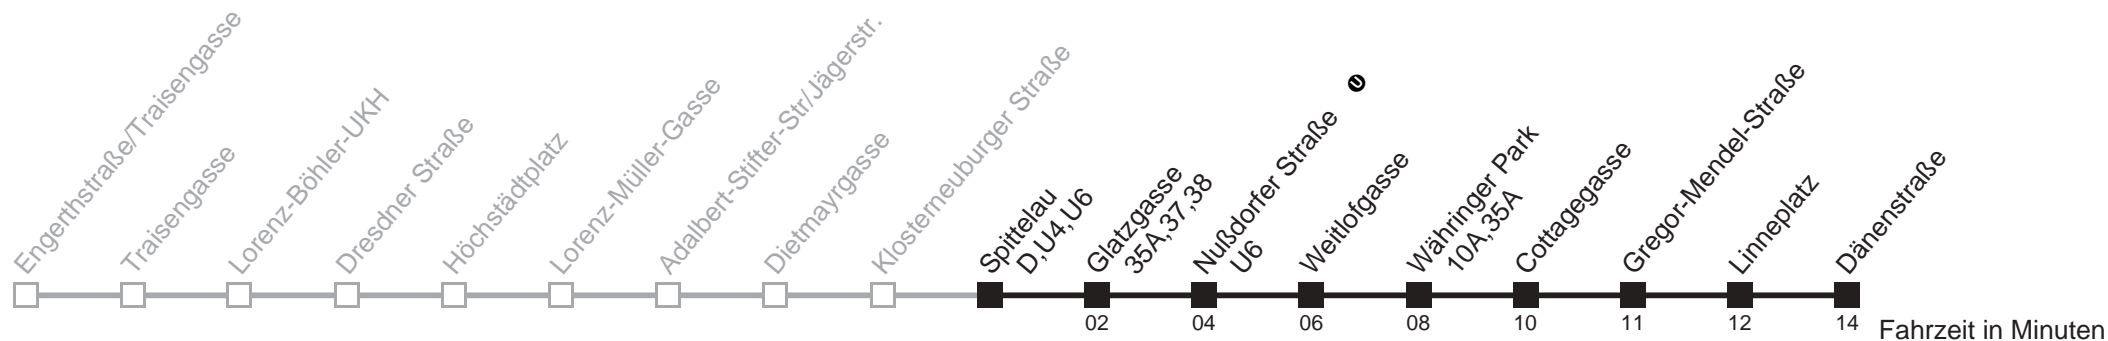 Engerthstraße/Traisengasse
Traisengasse
Lorenz-Böhler-UKH
Dresdner Straße
Höchstädtplatz
Lorenz-Müller-Gasse
Adalbert-Stifter-Str/Jägerstr.
Dietmayrgasse
Klosterneuburger Straße
Spittelau
D,U4,U6
Glatzgasse
35A,37,38
Nußdorfer Straße U
U6
Weitlofgasse
Währinger Park
10A,35A
Cottagegasse
Gregor-Mendel-Straße
Linneplatz
Dänenstraße
02 04 06 08 10 11 12 14 Fahrzeit in Minuten